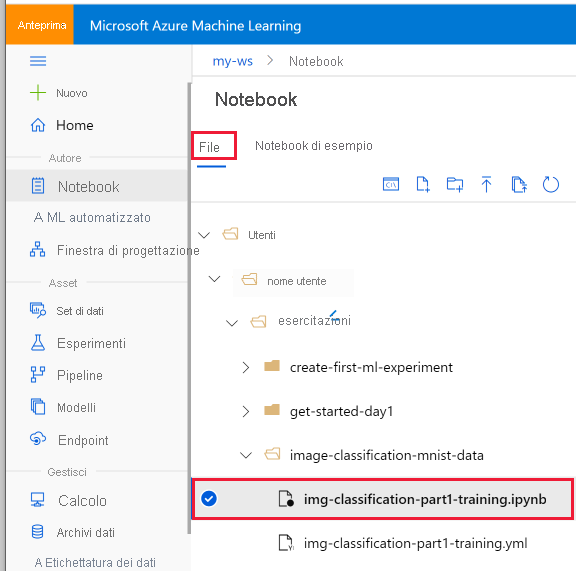 Anteprima
Microsoft Azure Machine Learning
my-ws > Notebook
Nuovo
Notebook
Home
Autore
File
Notebook di esempio
Notebook
A ML automatizzato
Finestra di progettazione
Utenti
Asset
nome utente
Set di dati
esercitazioni
Esperimenti
create-first-ml-experiment
Pipeline
Modelli
get-started-day1
Endpoint
image-classification-mnist-data
Gestisci
Calcolo
img-classification-part1-training.ipynb
Archivi dati
img-classification-part1-training.yml
A Etichettatura dei dati